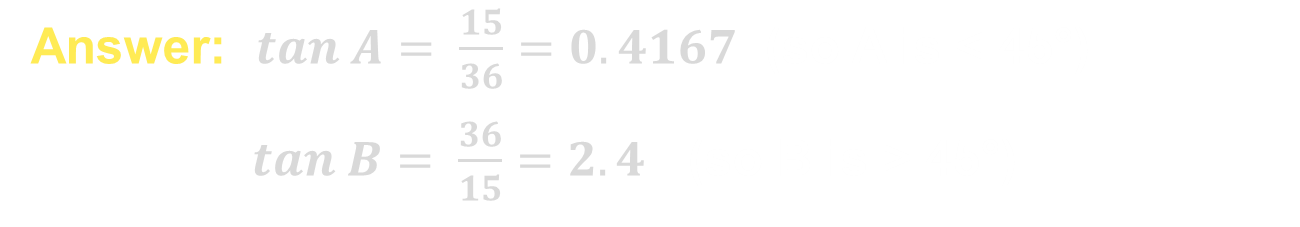 Answer: tan A = 15/36 = 0.4167
tan B = 36/15 = 2.4